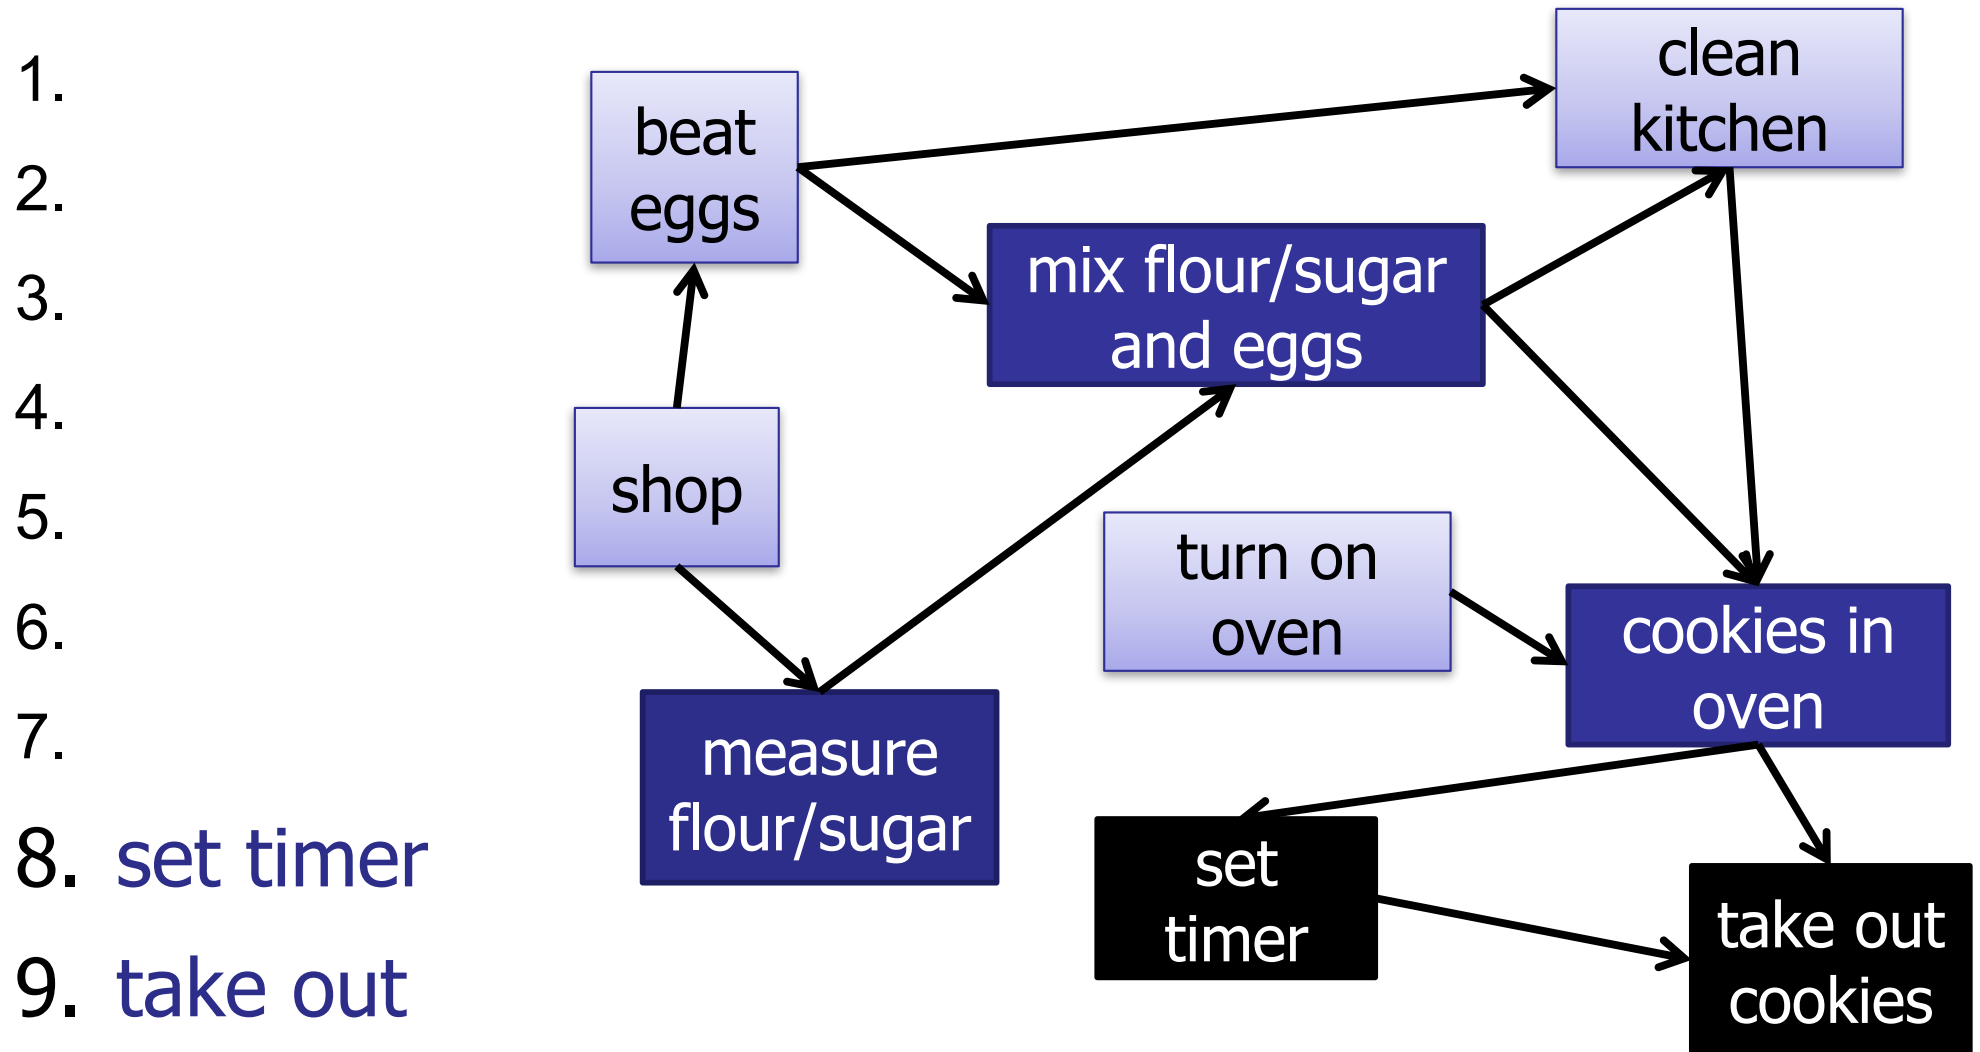 1.
2.
3.
4.
5.
6.
7.
8. set timer
9. take out
beat
eggs
clean
kitchen
mix flour/sugar
and eggs
shop
turn on
oven
cookies in
oven
measure
flour/sugar
set
timer
take out
cookies